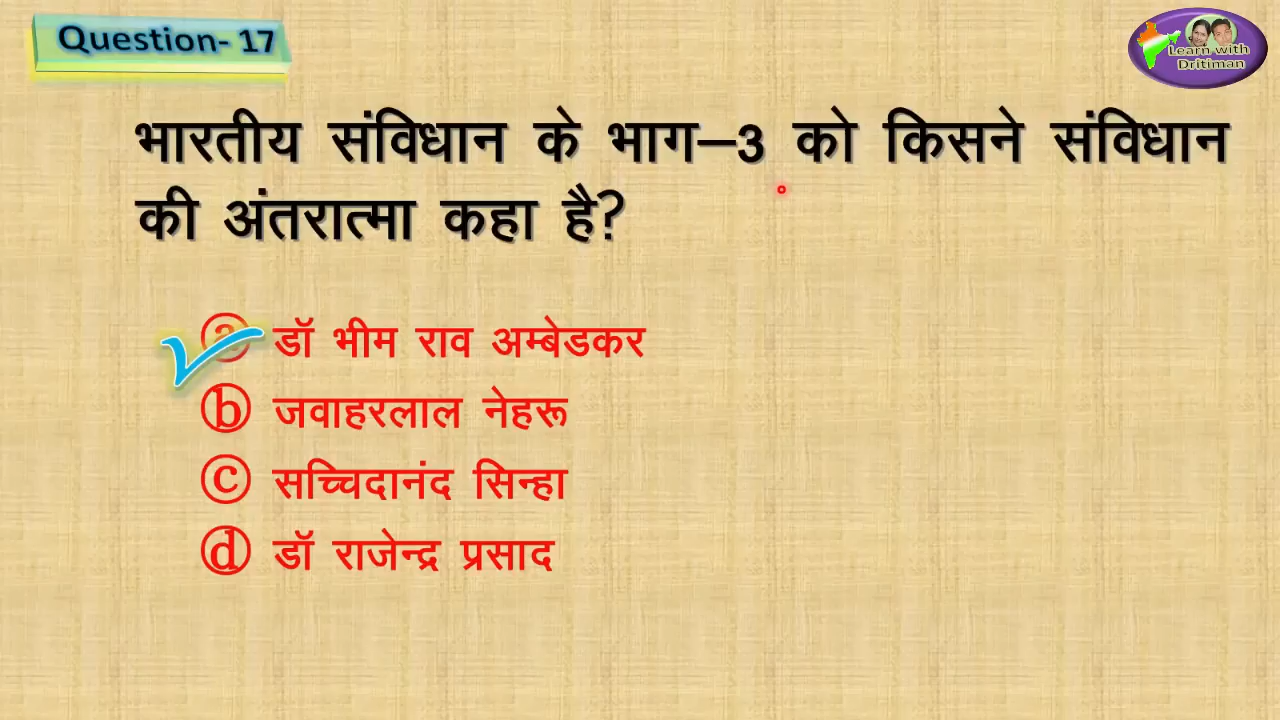 Question- 17
Learn with
Dritiman
भारतीय संविधान के भाग–3 को किसने संविधान
की अंतरात्मा कहा है?
ⓐ डॉ भीम राव अम्बेडकर
ⓑ जवाहरलाल नेहरू
ⓒ सच्चिदानंद सिन्हा
ⓓ डॉ राजेन्द्र प्रसाद